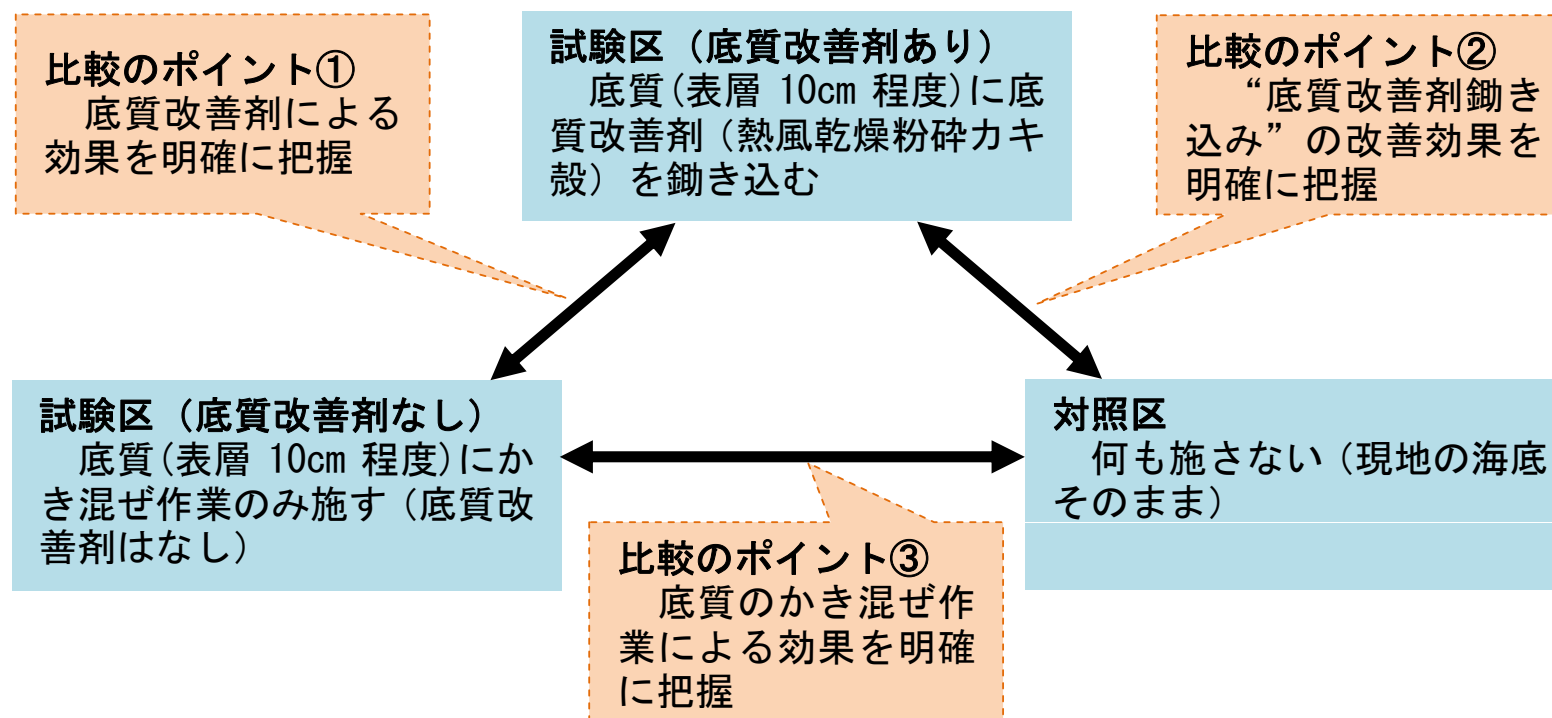 比較のポイント①
底質改善剤による
効果を明確に把握
試験区（底質改善剤あり）
底質(表層 10cm 程度)に底
質改善剤（熱風乾燥粉砕カキ
殻）を鋤き込む
比較のポイント②
“底質改善剤鋤き
込み”の改善効果を
明確に把握
試験区（底質改善剤なし）
底質(表層 10cm 程度)にか
き混ぜ作業のみ施す（底質改
善剤はなし）
対照区
何も施さない（現地の海底
そのまま）
比較のポイント③
底質のかき混ぜ作
業による効果を明確
に把握